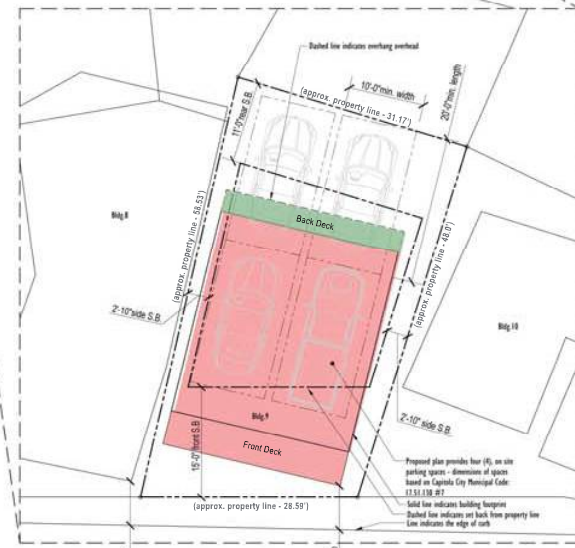 Dashed line indicates overhang overhead
10'-0"min. width
20'-0"min. length
(approx. property line - 31.17')
11'-0"rear S.B.
Bldg.8
Back Deck
(approx. property line - 58.53')
(approx. property line - 48.0')
Bldg.10
2'-10"side S.B.
2'-10" side S.B.
Bldg.9
15'-0"front S.B.
Front Deck
Proposed plan provides four (4), on site
parking spaces - dimensions of spaces
based on Capitola City Municipal Code:
17.51.130 #7
Solid line indicates building footprint
Dashed line indicates set back from property line
Line indicates the edge of curb
(approx. property line - 28.59')